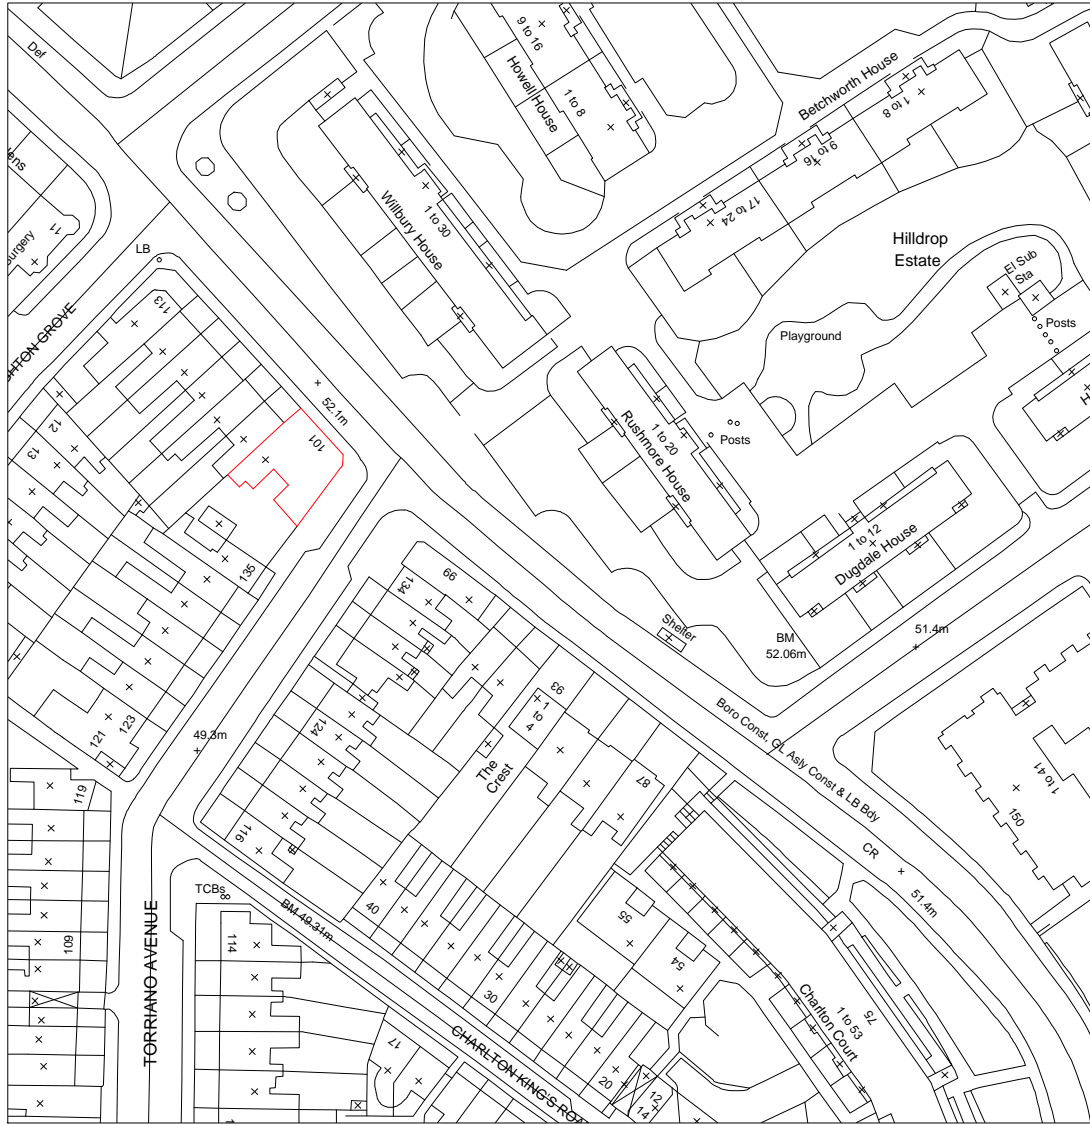 Def
9 to 16
Howell House
1 to 8
Betchworth House
1 to 8
9 to 16
17 to 24
Willbury House
1 to 30
11
LB
113
Hilldrop
Estate
El Sub
Sta
Posts
Playground
52.1m
101
12
13
Rushmore House
1 to 20
Posts
135
99
134
1 to 12
Dugdale House
Shelter
BM
52.06m
51.4m
93
1
to
4
124
The
Crest
87
Boro Const, GL Asly Const & LB Bdy
49.3m
121
123
119
116
1 to 41
150
CR
51.4m
TCBs
BM 49.31m
40
55
54
109
114
30
TORRIANO AVENUE
CHARLTON KING'S
Charlton Court
1 to 53
75
17
20
12
14